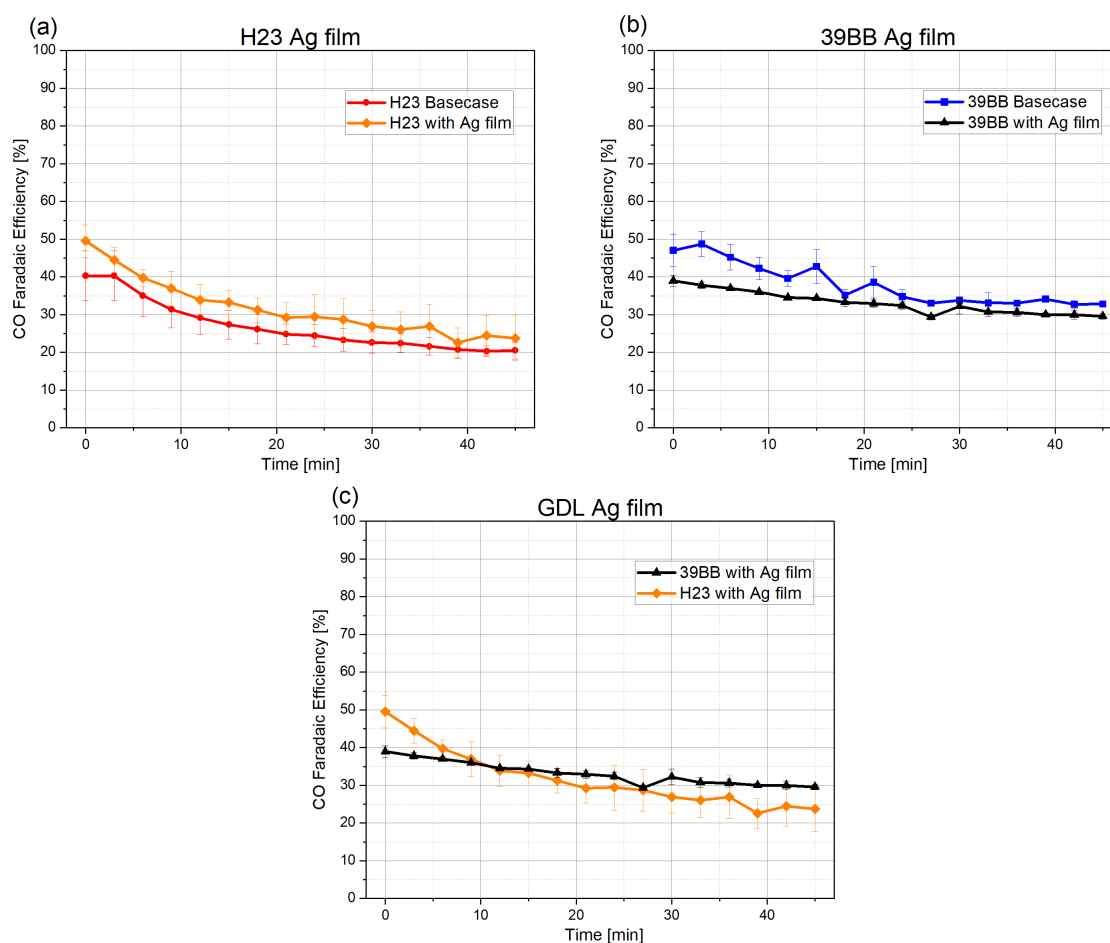 (a)
H23 Ag film
100
90
80
70
60
50
40
30
20
10
0
CO Faradaic Efficiency [%]
H23 Basecase
H23 with Ag film
0 10 20 30 40
Time [min]
(b)
39BB Ag film
100
90
80
70
60
50
40
30
20
10
0
CO Faradaic Efficiency [%]
39BB Basecase
39BB with Ag film
0 10 20 30 40
Time [min]
(c)
GDL Ag film
100
90
80
70
60
50
40
30
20
10
0
CO Faradaic Efficiency [%]
39BB with Ag film
H23 with Ag film
0 10 20 30 40
Time [min]